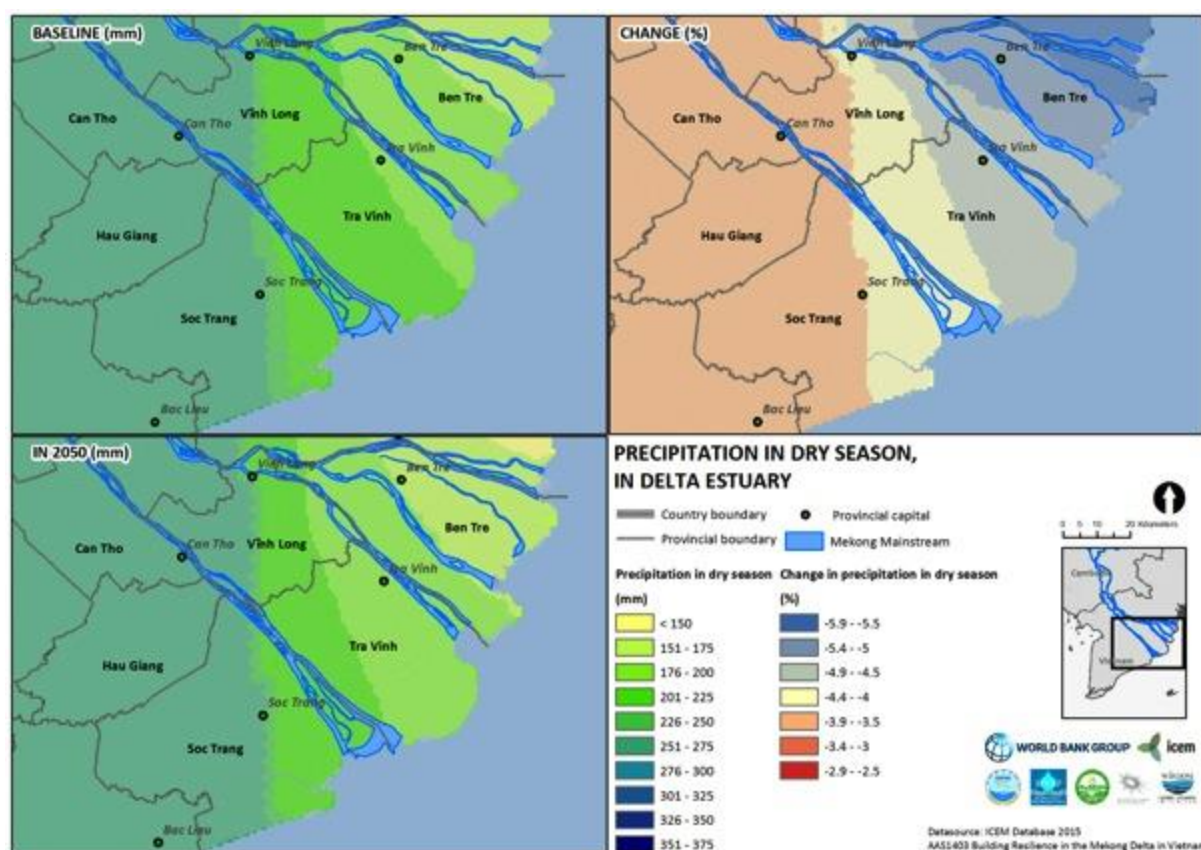 BASELINE (mm)
Vinh Long
Ben Tre
Ben Tre
Can Tho
Vĩnh Long
Can Tho
Tra Vinh
Hau Giang
Tra Vinh
Soc Trang
Soc Trang
Bac Lieu
CHANGE (%)
Vinh Long
Ben Tre
Ben Tre
Can Tho
Vĩnh Long
Can Tho
Tra Vinh
Hau Giang
Tra Vinh
Soc Trang
Soc Trang
Bac Lieu
IN 2050 (mm)
Vinh Long
Ben Tre
Ben Tre
Can Tho
Vĩnh Long
Can Tho
Tra Vinh
Hau Giang
Tra Vinh
Soc Trang
Soc Trang
Bac Lieu
PRECIPITATION IN DRY SEASON,
IN DELTA ESTUARY
Country boundary
Provincial capital
Provincial boundary
Mekong Mainstream
0 5 10 20 Kilometers
Precipitation in dry season
(mm)
< 150
151 - 175
176 - 200
201 - 225
226 - 250
251 - 275
276 - 300
301 - 325
326 - 350
351 - 375
Change in precipitation in dry season
(%)
-5.9 - -5.5
-5.4 - -5
-4.9 - -4.5
-4.4 - -4
-3.9 - -3.5
-3.4 - -3
-2.9 - -2.5
Vietnam
WORLD BANK GROUP
icem
Datasource: ICEM Database 2015
AAS1403 Building Resilience in the Mekong Delta in Vietna